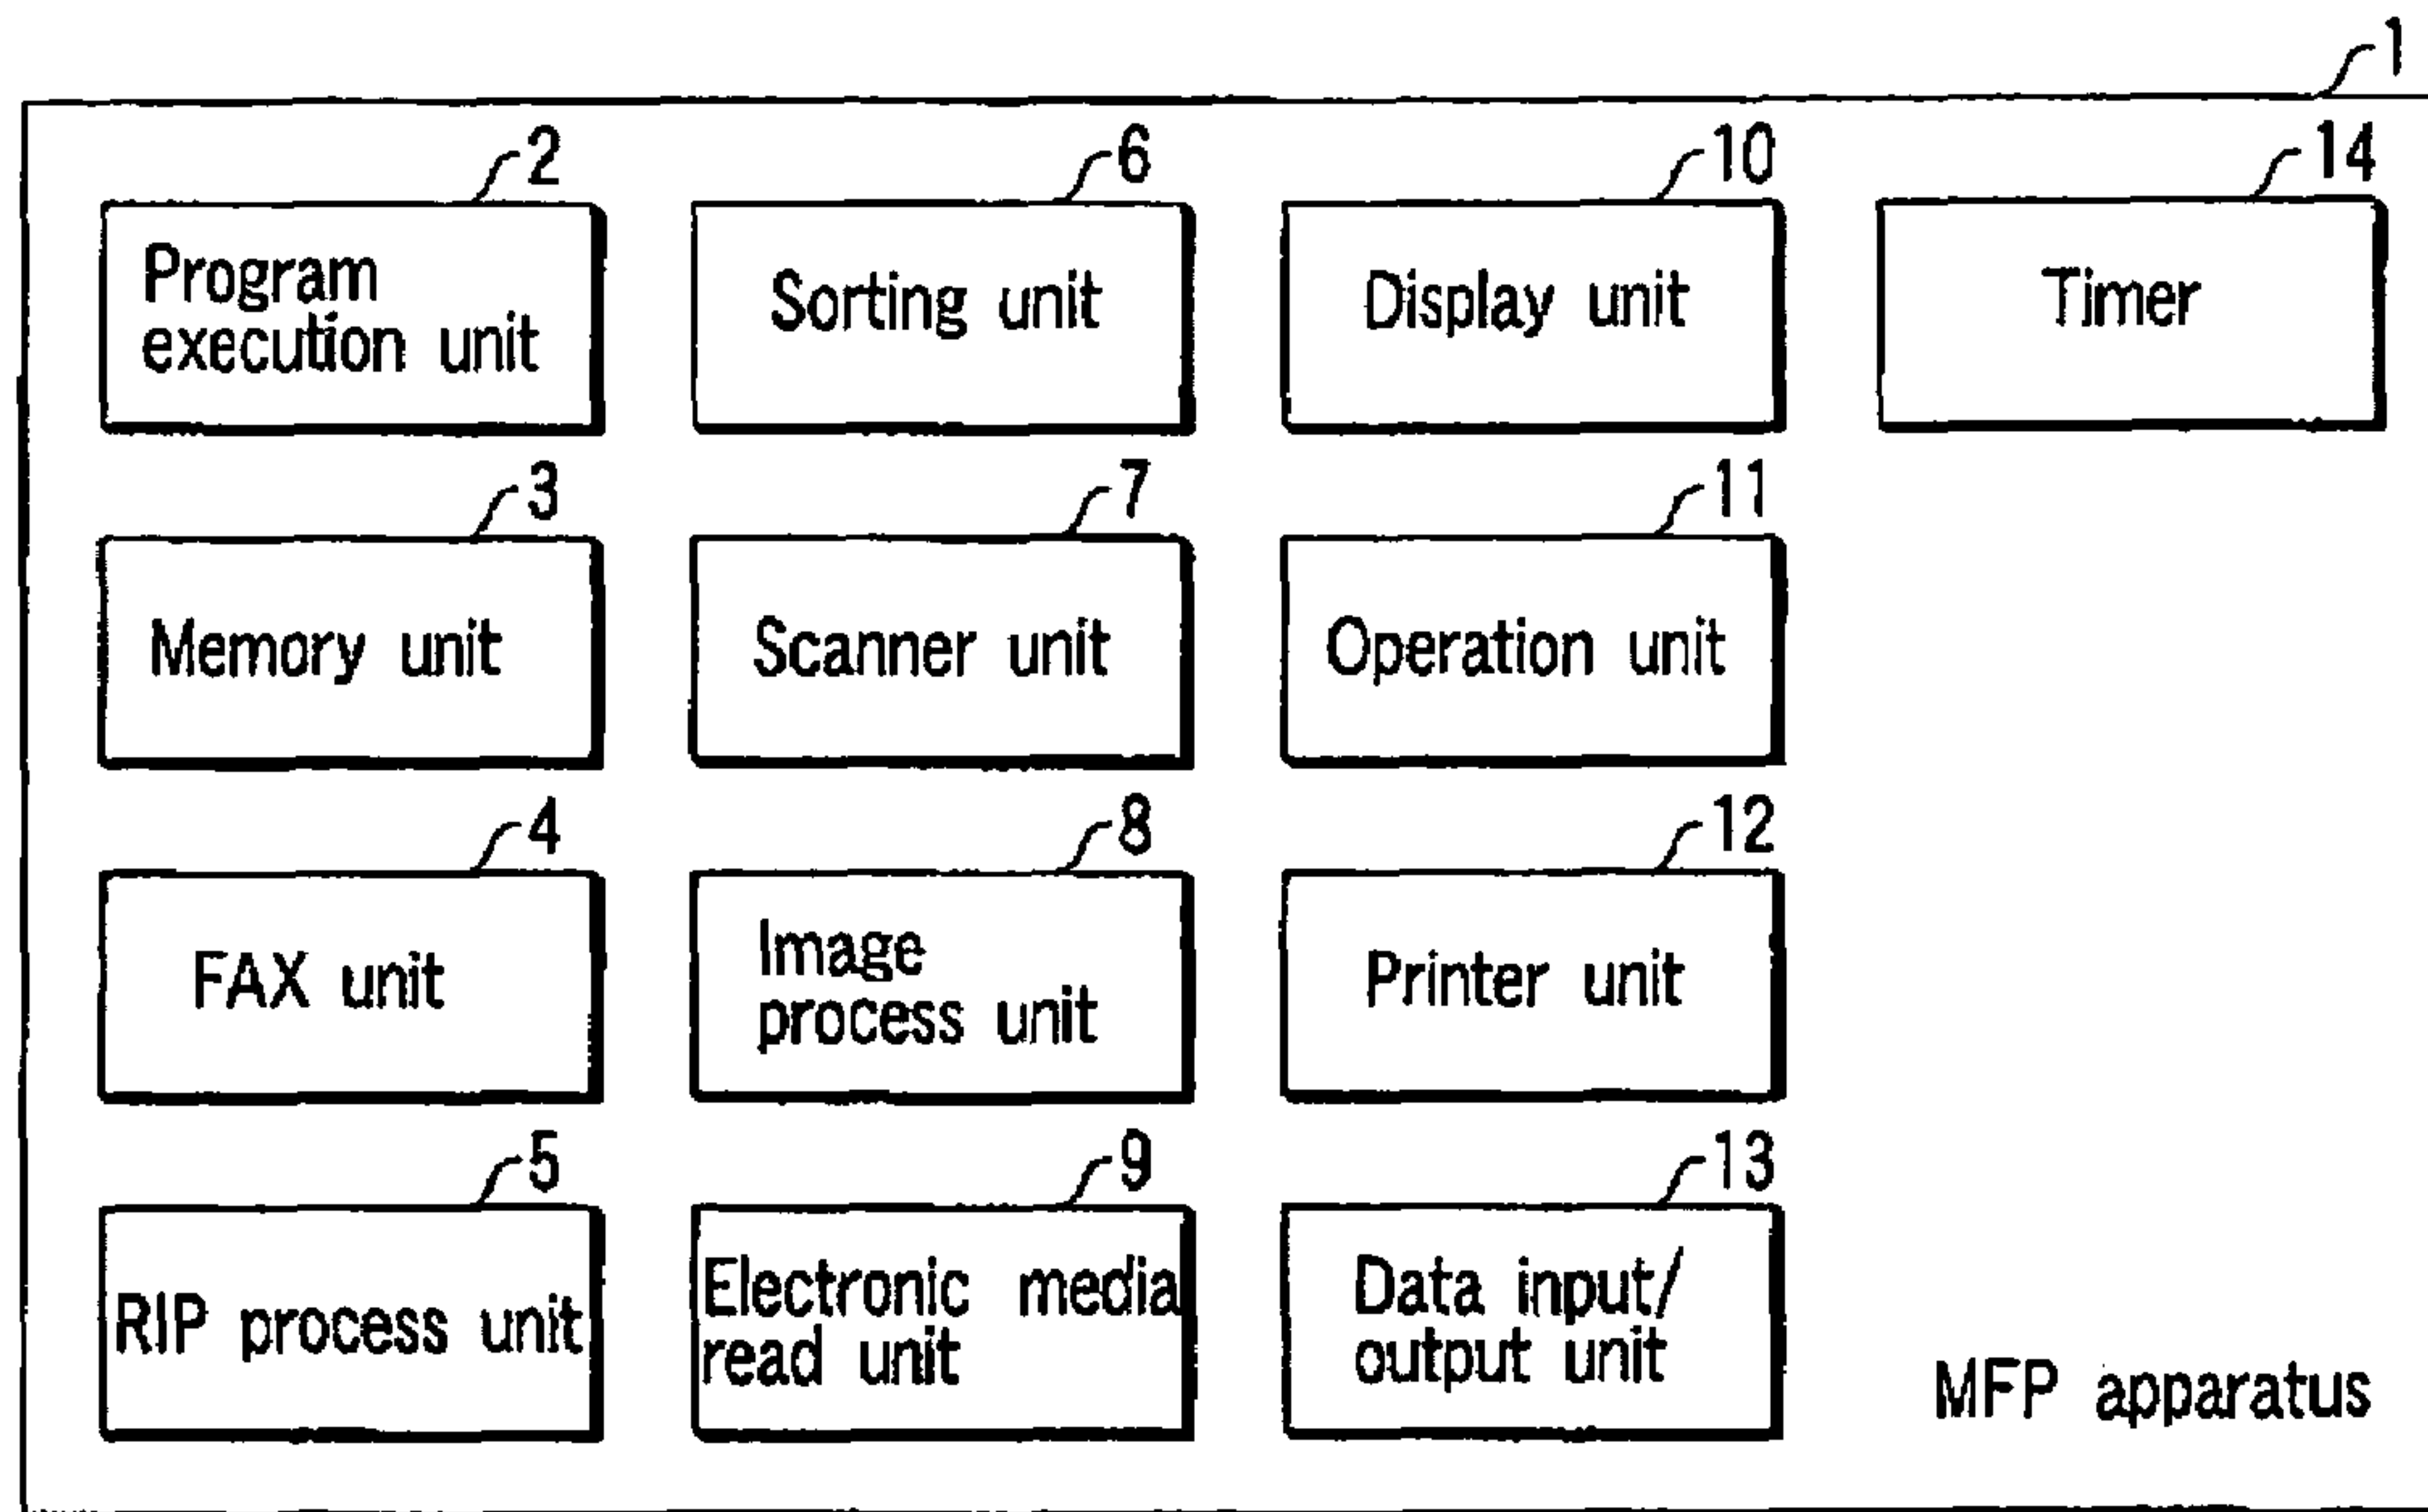 1
2
Program
execution unit
6
Sorting unit
10
Display unit
14
Timer
3
Memory unit
7
Scanner unit
11
Operation unit
4
FAX unit
8
Image
process unit
12
Printer unit
5
RIP process unit
9
Electronic media
read unit
13
Data input/
output unit
MFP apparatus